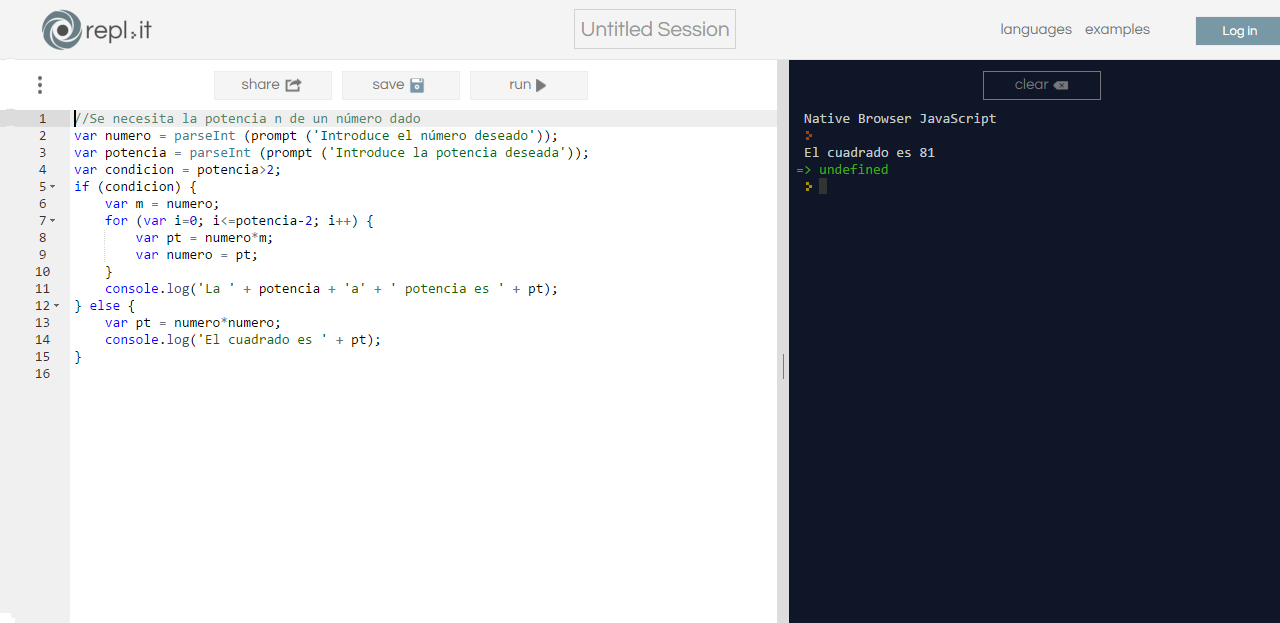 repl.it
Untitled Session
languages examples
Log in
share save run
clear
1 //Se necesita la potencia n de un número dado
2 var numero = parseInt (prompt ('Introduce el número deseado'));
3 var potencia = parseInt (prompt ('Introduce la potencia deseada'));
4 var condicion = potencia>2;
5 if (condicion) {
6 var m = numero;
7 for (var i=0; i<=potencia-2; i++) {
8 var pt = numero*m;
9 var numero = pt;
10 }
11 console.log('La ' + potencia + 'a' + ' potencia es ' + pt);
12 } else {
13 var pt = numero*numero;
14 console.log('El cuadrado es ' + pt);
15 }
16
Native Browser JavaScript
El cuadrado es 81
=> undefined